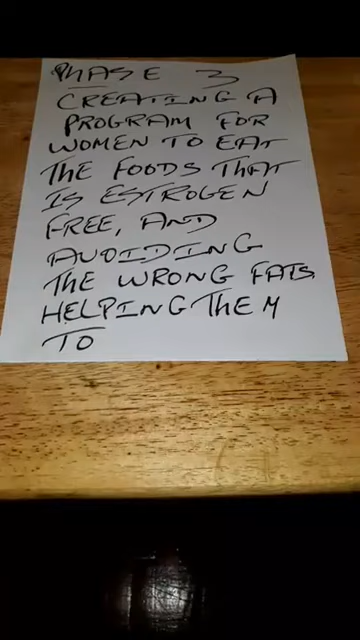 PHASE 3
CREATING A
PROGRAM FOR
WOMEN TO EAT
THE FOODS THAT
IS ESTROGEN
FREE, AND
AVOIDING
THE WRONG FATS
HELPING THEM
TO